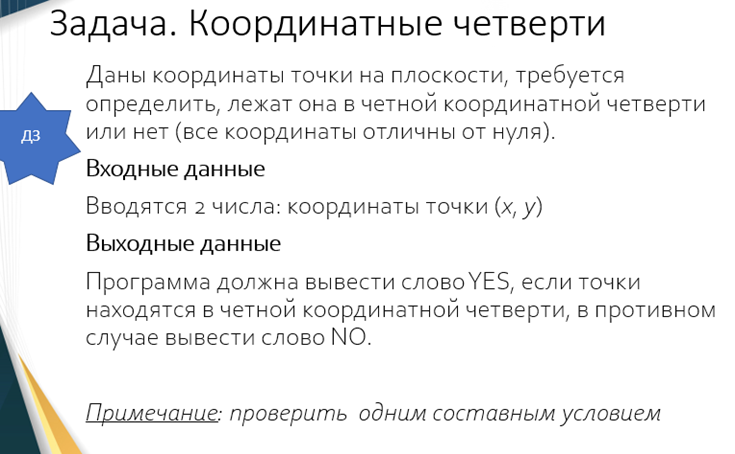 Задача. Координатные четверти
Даны координаты точки на плоскости, требуется
определить, лежат она в четной координатной четверти
или нет (все координаты отличны от нуля).
ДЗ
Входные данные
Вводятся 2 числа: координаты точки (x, y)
Выходные данные
Программа должна вывести слово YES, если точки
находятся в четной координатной четверти, в противном
случае вывести слово NO.
Примечание: проверить одним составным условием